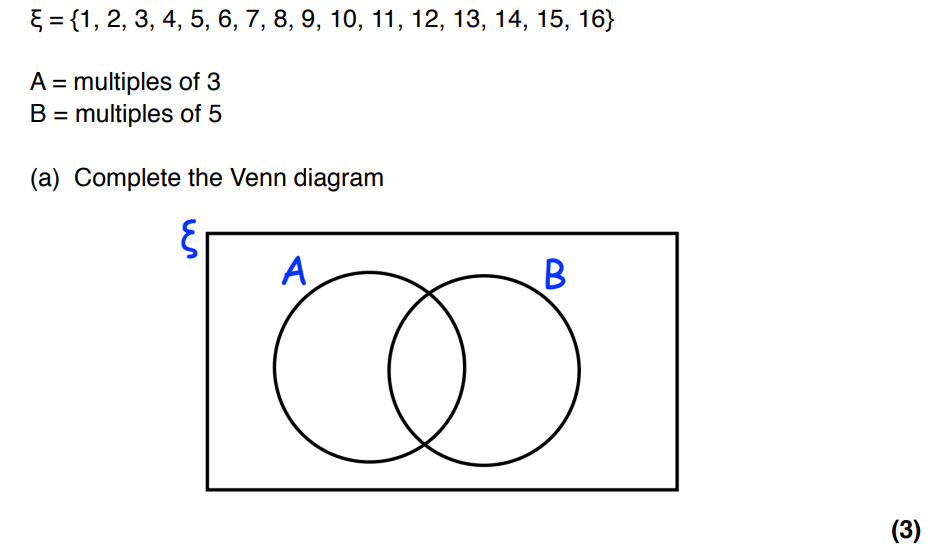 ξ = {1, 2, 3, 4, 5, 6, 7, 8, 9, 10, 11, 12, 13, 14, 15, 16}
A = multiples of 3
B = multiples of 5
(a) Complete the Venn diagram
ξ
A B
(3)